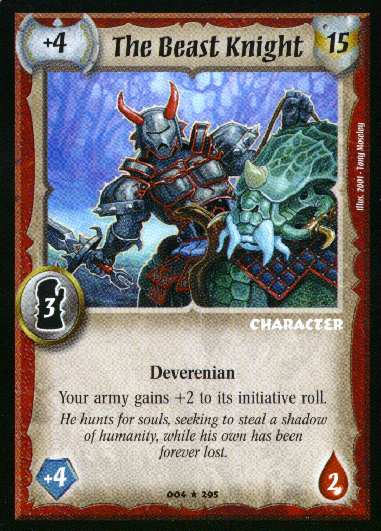 +4
The Beast Knight
15
Illus. 2001 - Tony Moseley
3
CHARACTER
Deverenian
Your army gains +2 to its initiative roll.
He hunts for souls, seeking to steal a shadow
of humanity, while his own has been
forever lost.
+4
004 ★ 295
2